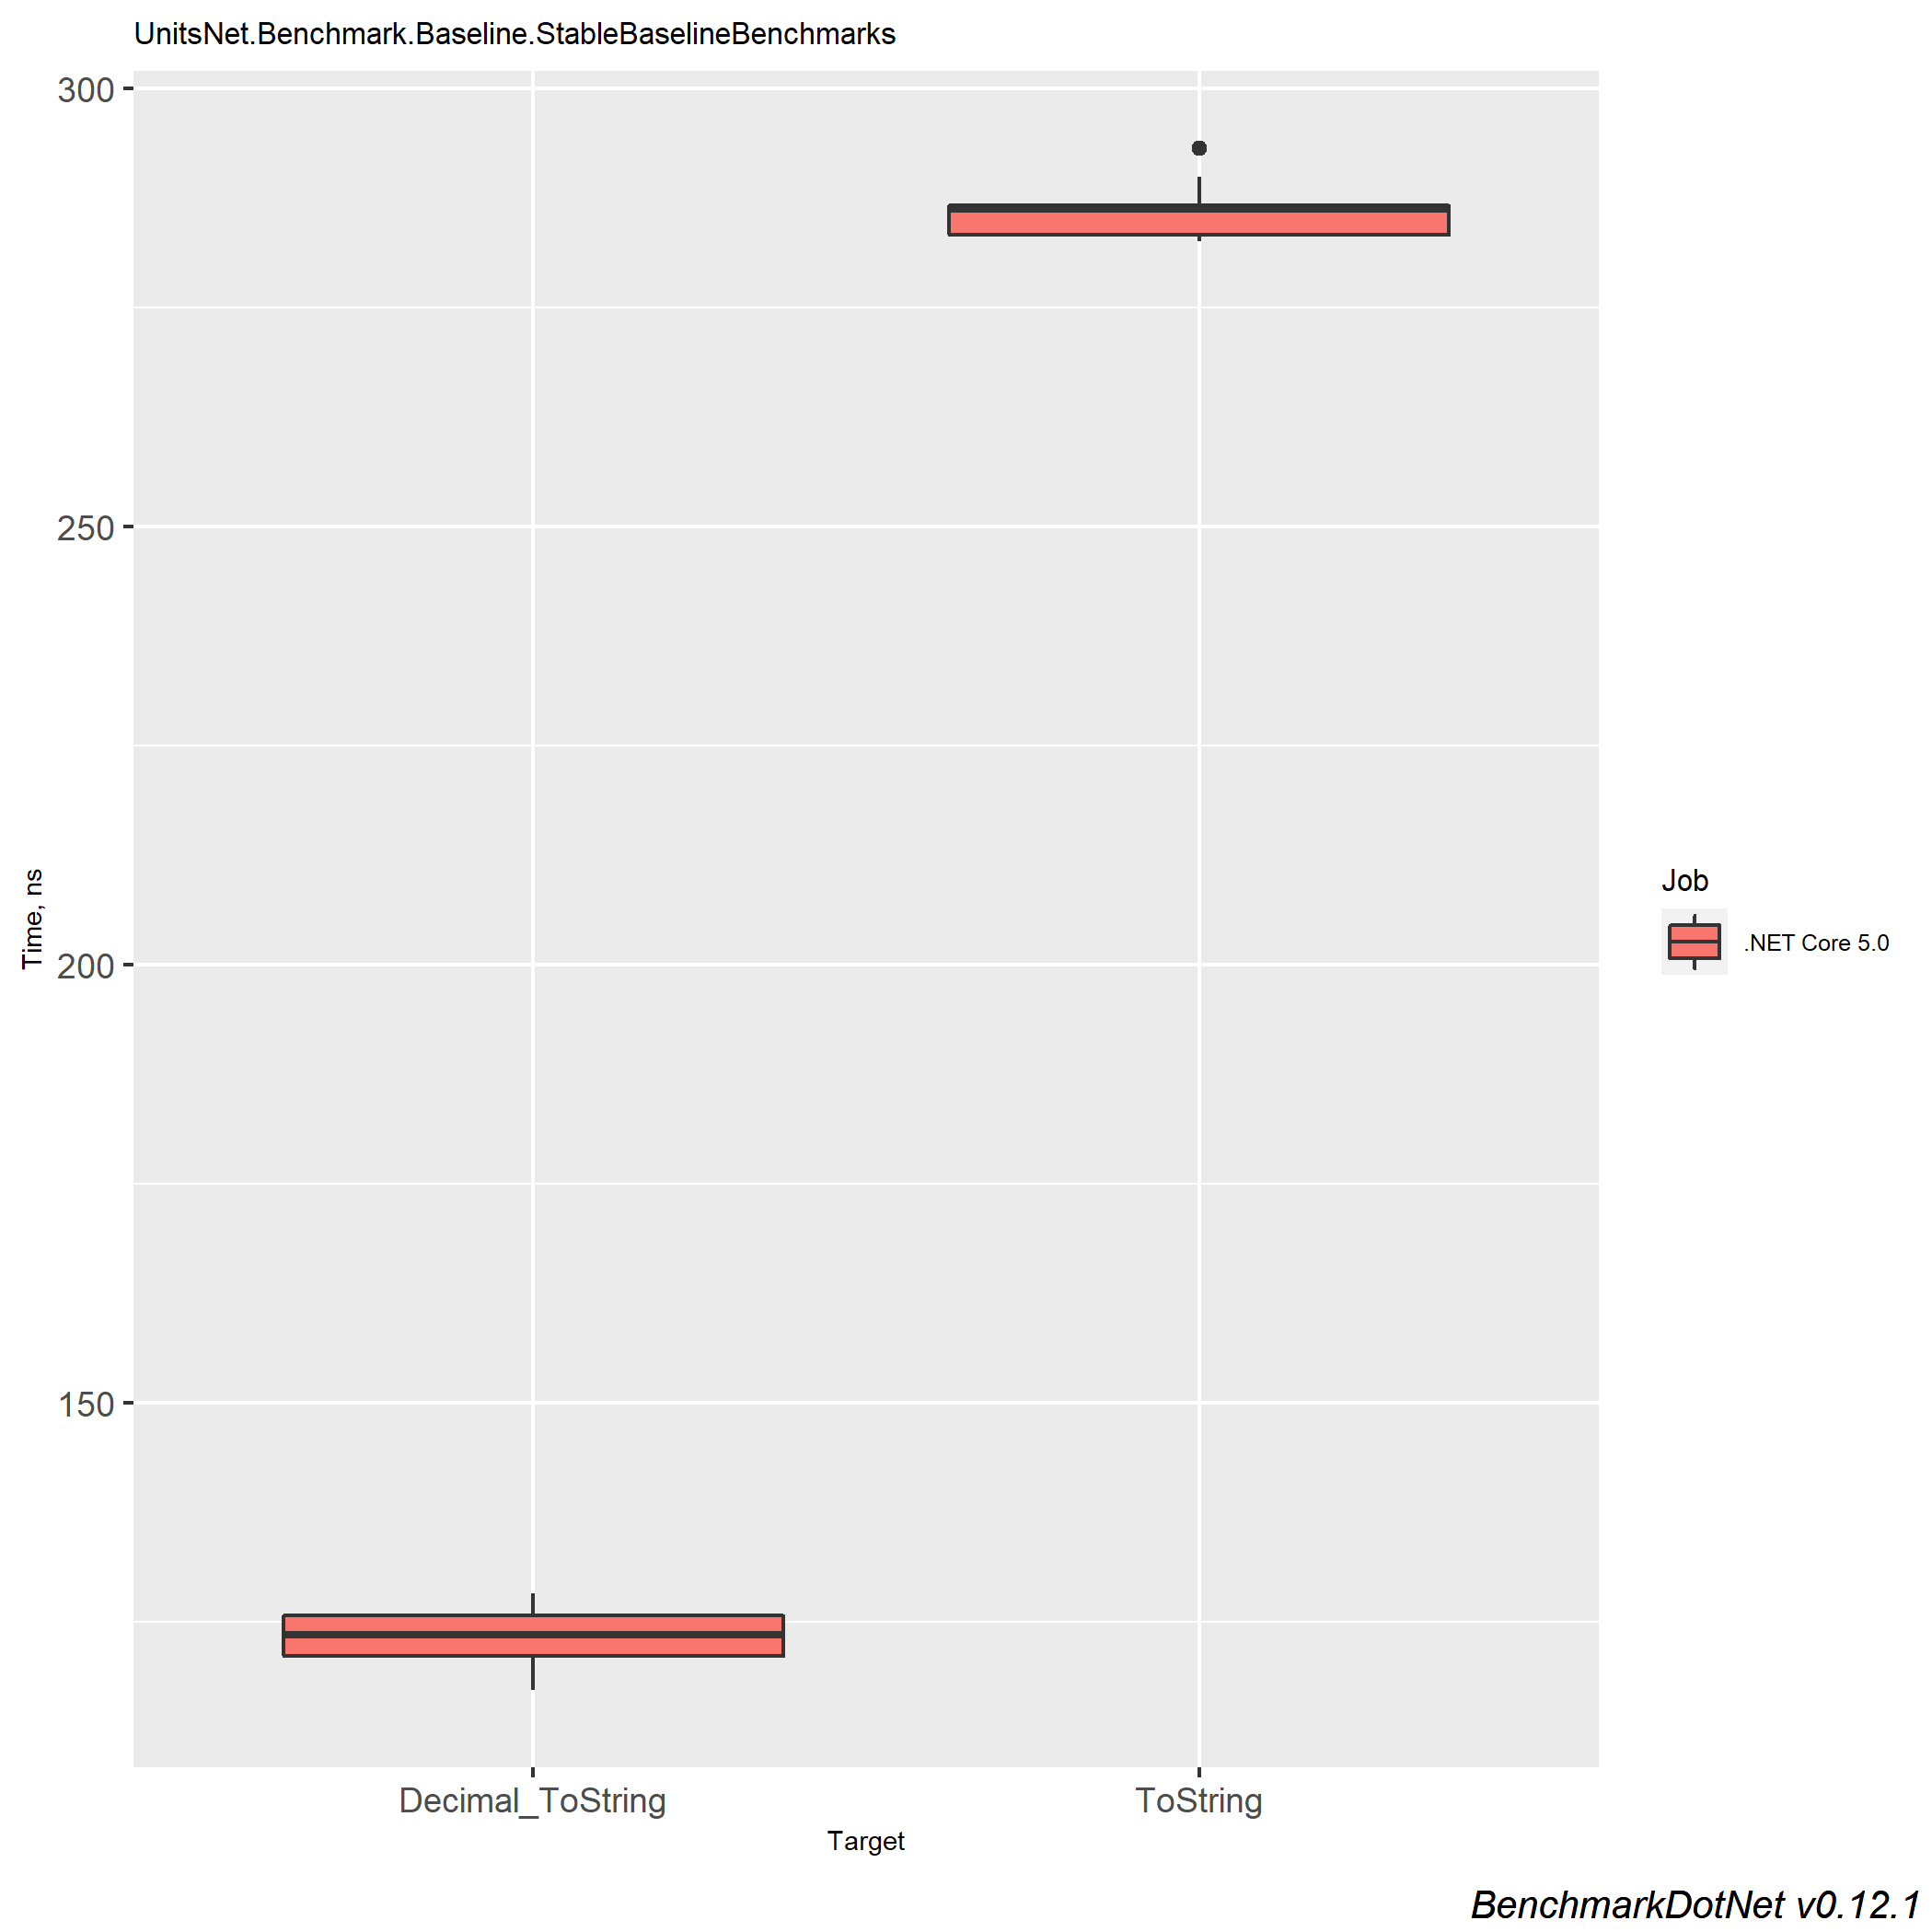 UnitsNet.Benchmark.Baseline.StableBaselineBenchmarks
300
250
200
150
Time, ns
Decimal_ToString
ToString
Target
Job
.NET Core 5.0
BenchmarkDotNet v0.12.1